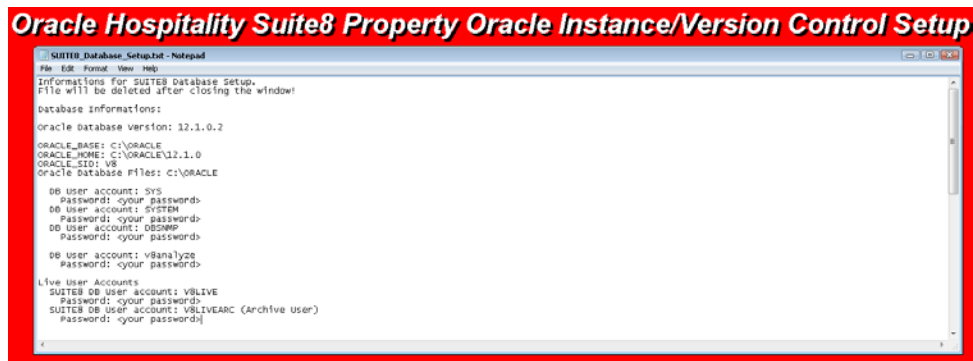 Oracle Hospitality Suite8 Property Oracle Instance/Version Control Setup
SUITE8_Database_Setup.txt - Notepad
File Edit Format View Help
Informations for SUITE8 Database Setup.
File will be deleted after closing the window!
Database Informations:
Oracle Database Version: 12.1.0.2
ORACLE_BASE: C:\ORACLE
ORACLE_HOME: C:\ORACLE\12.1.0
ORACLE_SID: V8
Oracle Database Files: C:\ORACLE
DB User account: SYS
Password: <your password>
DB User account: SYSTEM
Password: <your password>
DB User account: DBSNMP
Password: <your password>
DB User account: v8analyze
Password: <your password>
Live User Accounts
SUITE8 DB User account: V8LIVE
Password: <your password>
SUITE8 DB User account: V8LIVEARC (Archive User)
Password: <your password>